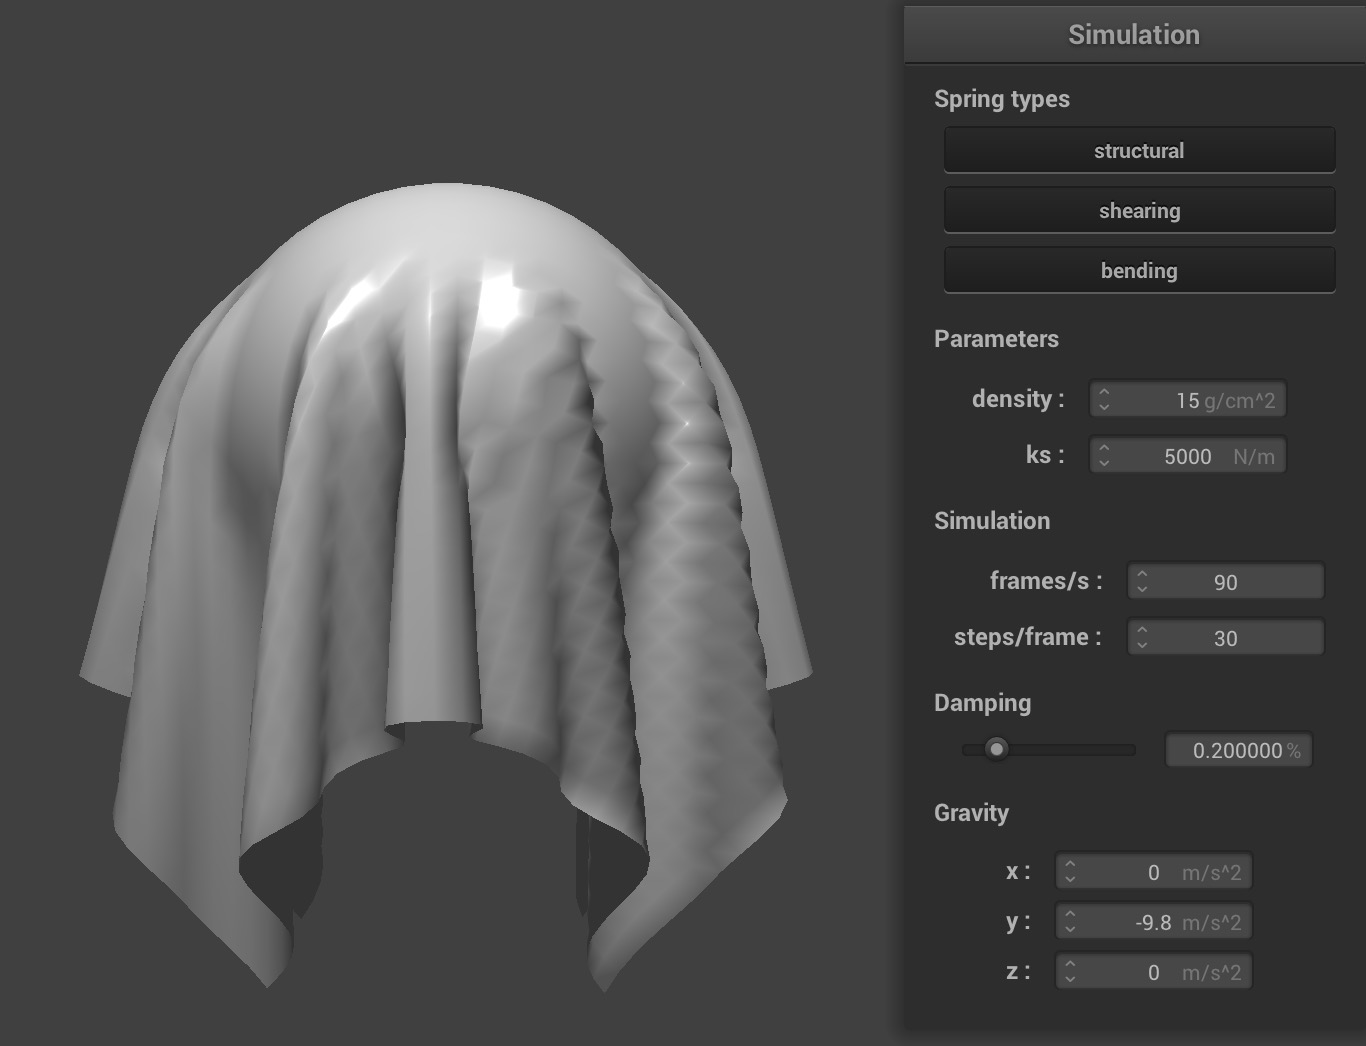 Simulation
Spring types
structural
shearing
bending
Parameters
density : 15 g/cm^2
ks : 5000 N/m
Simulation
frames/s : 90
steps/frame : 30
Damping
0.200000 %
Gravity
x : 0 m/s^2
y : -9.8 m/s^2
z : 0 m/s^2